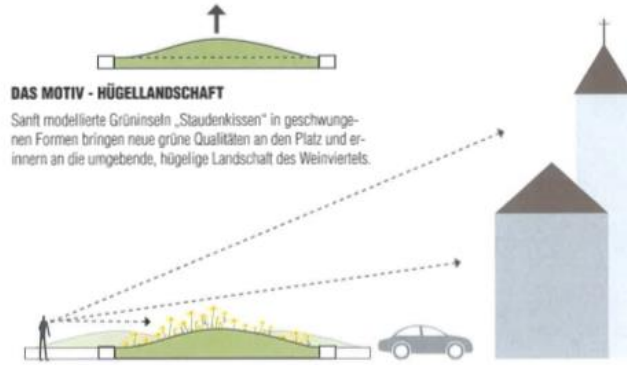 DAS MOTIV - HÜGELLANDSCHAFT
Sanft modellierte Grüninseln „Staudenkissen" in geschwunge-
nen Formen bringen neue grüne Qualitäten an den Platz und er-
innern an die umgebende, hügelige Landschaft des Weinviertels.